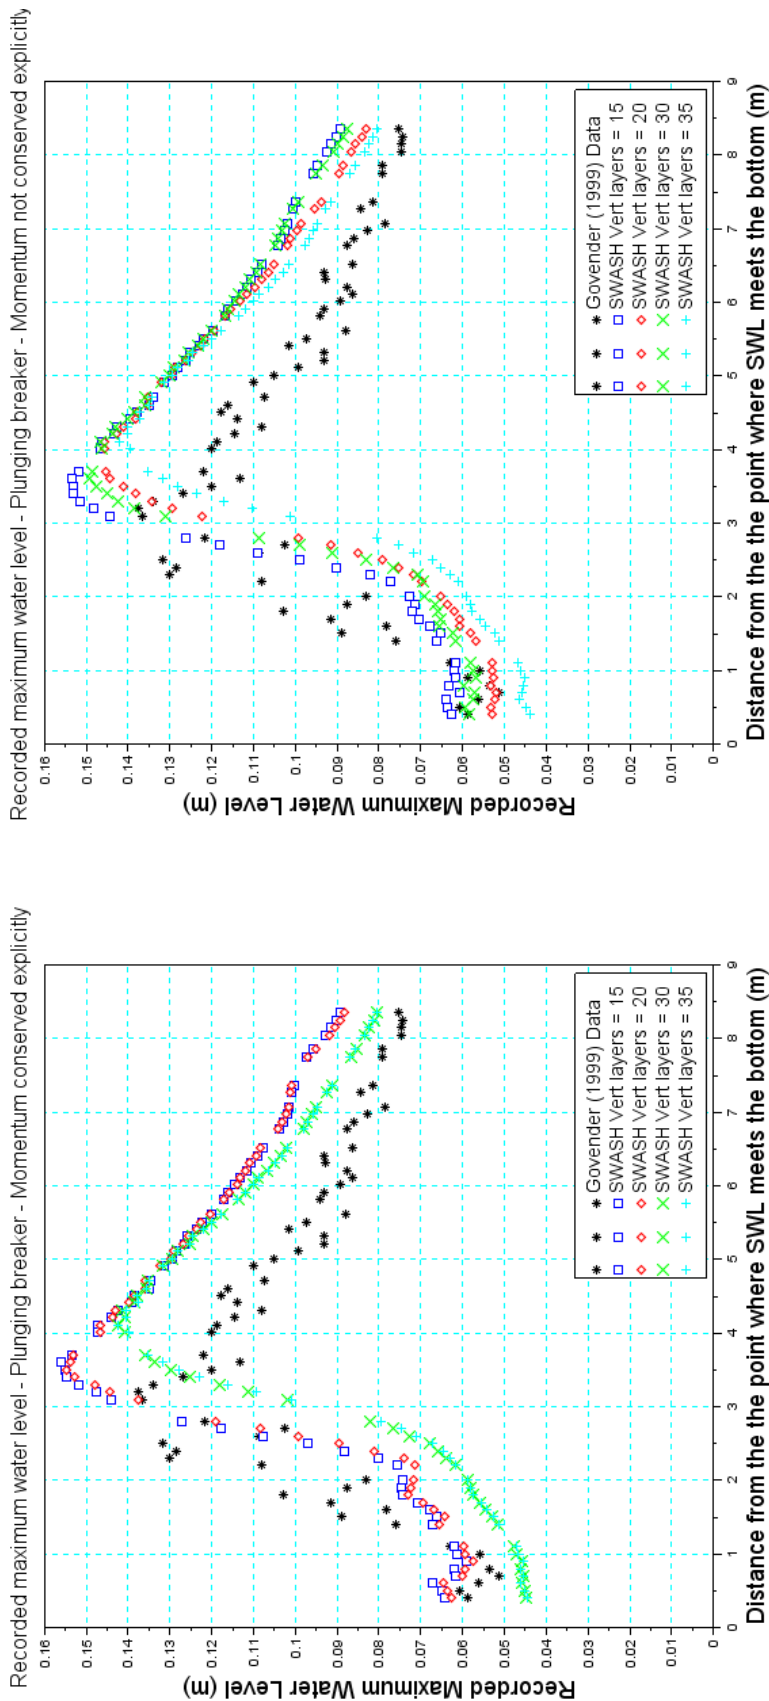 Recorded maximum water level - Plunging breaker - Momentum conserved explicitly
0.16
0.15
0.14
0.13
0.12
0.11
0.1
0.09
0.08
0.07
0.06
0.05
0.04
0.03
0.02
0.01
0
Recorded Maximum Water Level (m)
Govender (1999) Data
SWASH Vert layers = 15
SWASH Vert layers = 20
SWASH Vert layers = 30
SWASH Vert layers = 35
0 1 2 3 4 5 6 7 8 9
Distance from the the point where SWL meets the bottom (m)
Recorded maximum water level - Plunging breaker - Momentum not conserved explicitly
0.16
0.15
0.14
0.13
0.12
0.11
0.1
0.09
0.08
0.07
0.06
0.05
0.04
0.03
0.02
0.01
0
Recorded Maximum Water Level (m)
Govender (1999) Data
SWASH Vert layers = 15
SWASH Vert layers = 20
SWASH Vert layers = 30
SWASH Vert layers = 35
0 1 2 3 4 5 6 7 8 9
Distance from the the point where SWL meets the bottom (m)